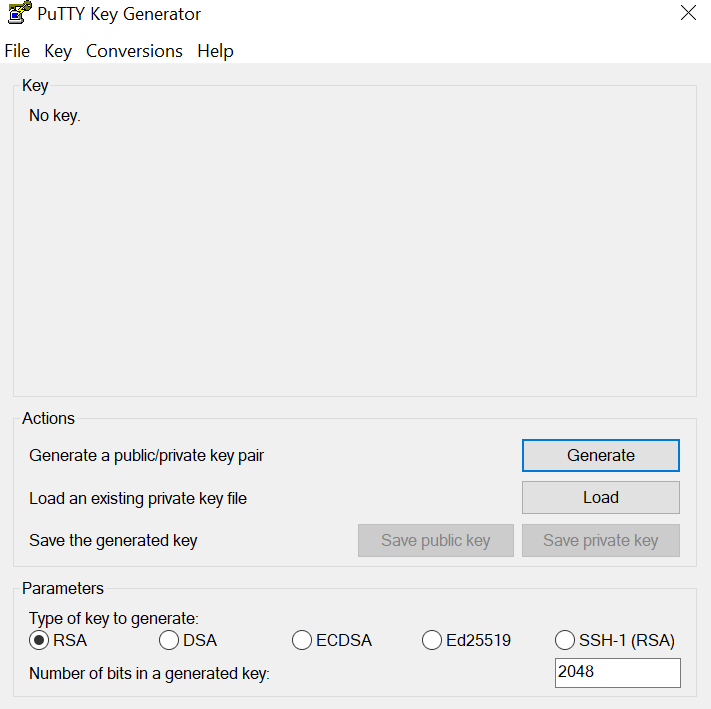 PuTTY Key Generator
File Key Conversions Help
Key
No key.
Actions
Generate a public/private key pair Generate
Load an existing private key file Load
Save the generated key Save public key Save private key
Parameters
Type of key to generate:
RSA DSA ECDSA Ed25519 SSH-1 (RSA)
Number of bits in a generated key: 2048